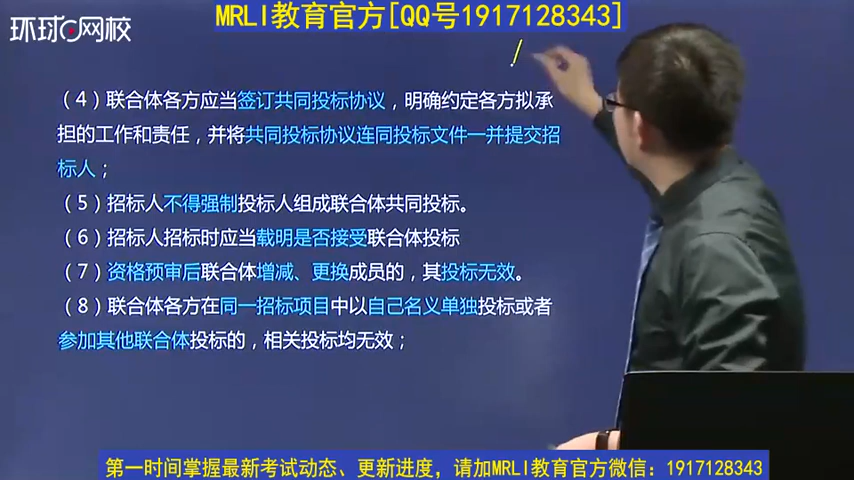 MRLI教育官方[QQ号1917128343]
环球网校
（4）联合体各方应当签订共同投标协议，明确约定各方拟承
担的工作和责任，并将共同投标协议连同投标文件一并提交招
标人；
（5）招标人不得强制投标人组成联合体共同投标。
（6）招标人招标时应当载明是否接受联合体投标
（7）资格预审后联合体增减、更换成员的，其投标无效。
（8）联合体各方在同一招标项目中以自己名义单独投标或者
参加其他联合体投标的，相关投标均无效；
第一时间掌握最新考试动态、更新进度，请加MRLI教育官方微信：1917128343